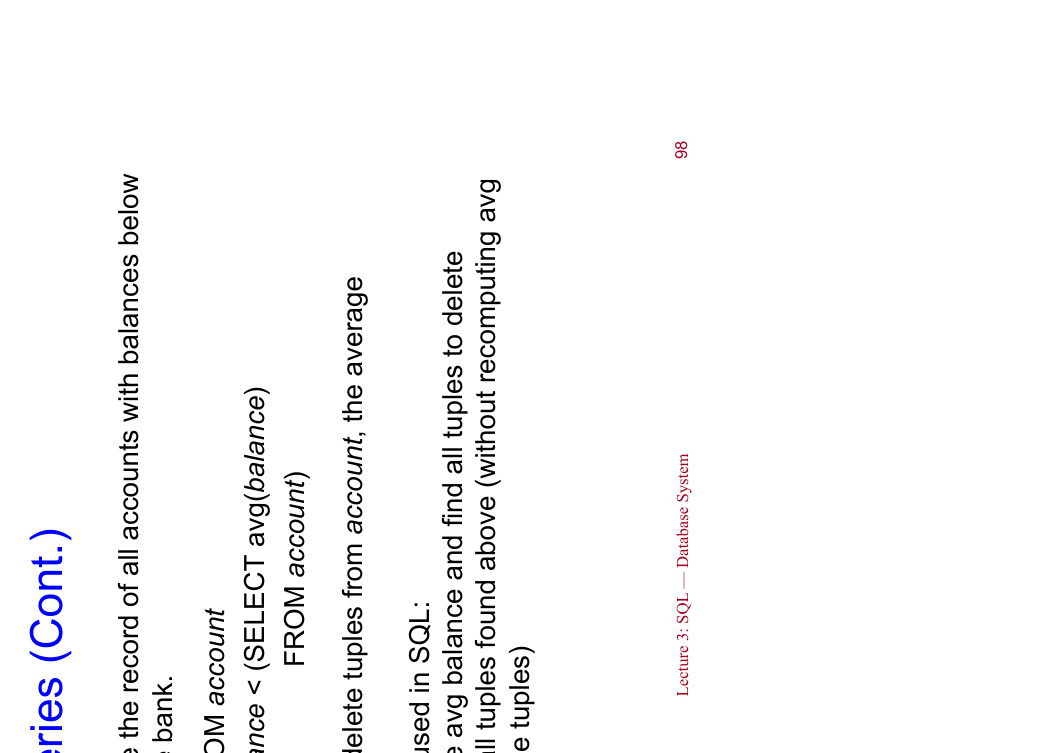 eries (Cont.)
e the record of all accounts with balances below
e bank.
OM account
ance < (SELECT avg(balance)
FROM account)
delete tuples from account, the average
used in SQL:
e avg balance and find all tuples to delete
all tuples found above (without recomputing avg
e tuples)
Lecture 3: SQL — Database System 98